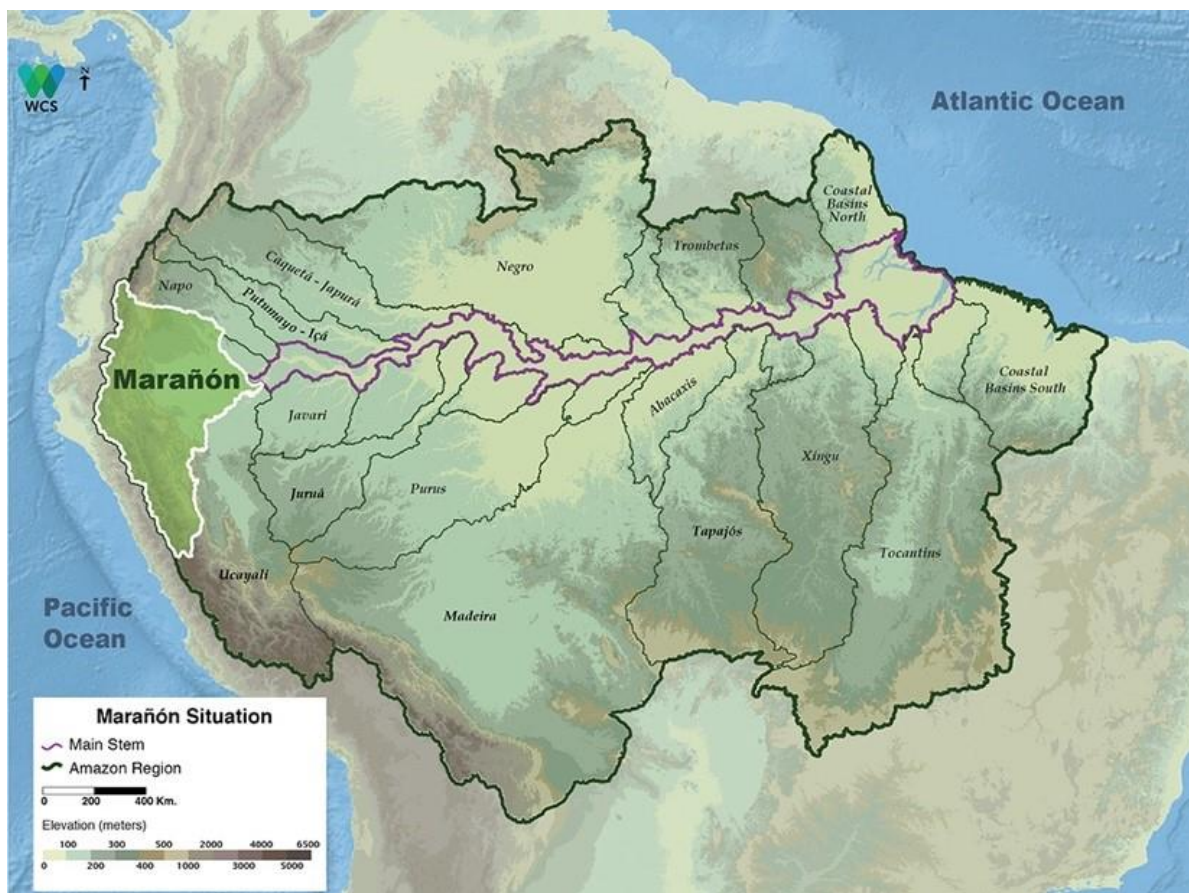 WCS
N
Atlantic Ocean
Coastal
Basins
North
Trombetas
Negro
Caquetá - Japurá
Napo
Putumayo - Içá
Marañón
Javari
Abacaxis
Coastal
Basins South
Juruá
Purus
Xingu
Tapajós
Tocantins
Ucayali
Madeira
Pacific
Ocean
Marañón Situation
Main Stem
Amazon Region
0 200 400 Km.
Elevation (meters)
100 300 500 2000 4000 6500
0 200 400 1000 3000 5000